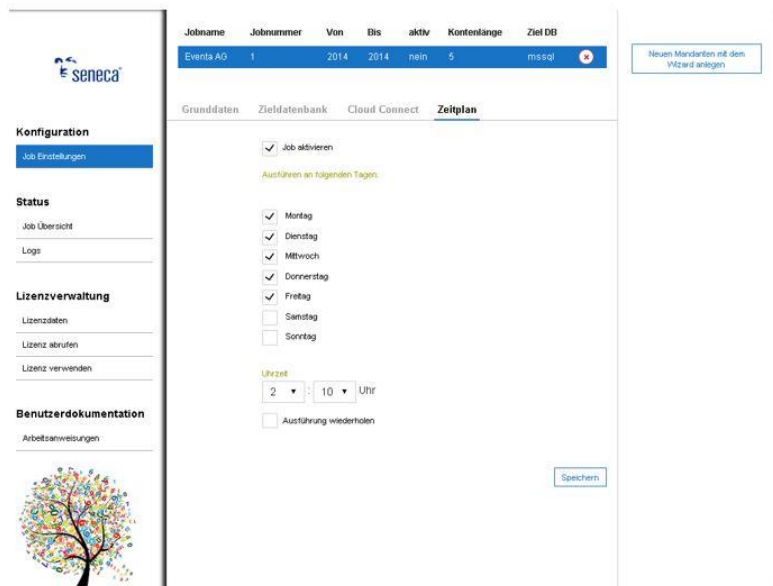 Jobname Jobnummer Von Bis aktiv Kontenlänge Ziel DB
Eventa AG 1 2014 2014 nein 5 mssql
Neuen Mandanten mit dem
Wizard anlegen
seneca
Grunddaten Zieldatenbank Cloud Connect Zeitplan
Konfiguration
Job Einstellungen
Status
Job Übersicht
Logs
Lizenzverwaltung
Lizenzdaten
Lizenz abrufen
Lizenz verwenden
Benutzerdokumentation
Arbeitsanweisungen
Job aktivieren
Ausführen an folgenden Tagen:
Montag
Dienstag
Mittwoch
Donnerstag
Freitag
Samstag
Sonntag
Uhrzeit
2 : 10 Uhr
Ausführung wiederholen
Speichern